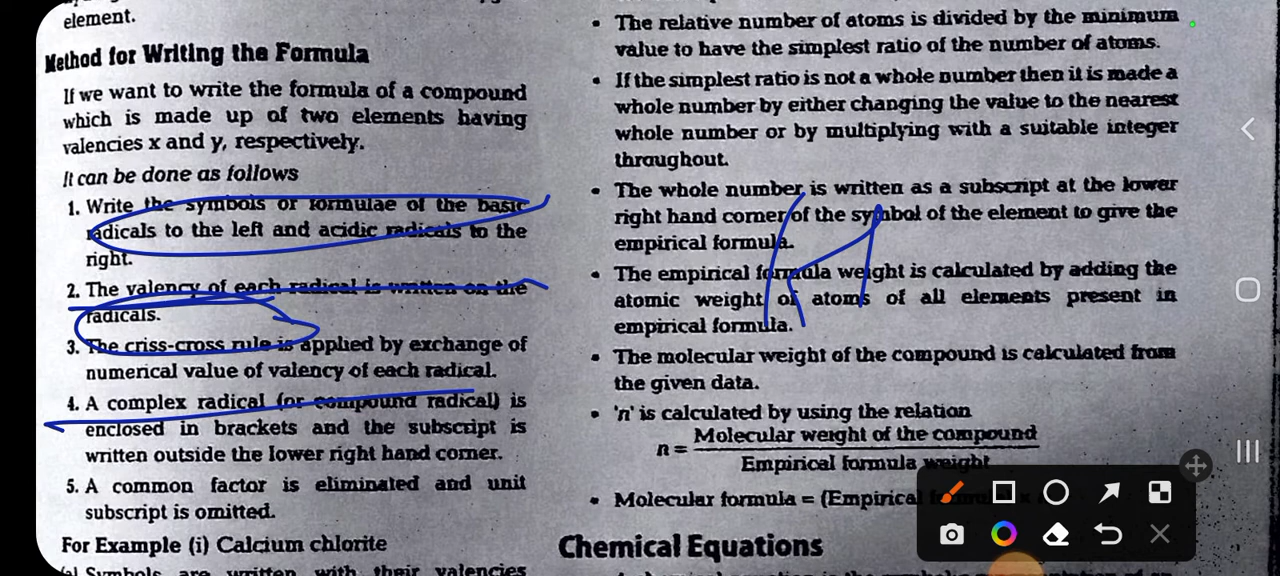 element.
Method for Writing the Formula
If we want to write the formula of a compound
which is made up of two elements having
valencies x and y, respectively.
It can be done as follows
1. Write the symbols or formulae of the basic
radicals to the left and acidic radicals to the
right.
2. The valency of each radical is written on the
radicals.
3. The criss-cross rule is applied by exchange of
numerical value of valency of each radical.
4. A complex radical (or compound radical) is
enclosed in brackets and the subscript is
written outside the lower right hand corner.
5. A common factor is eliminated and unit
subscript is omitted.
For Example (i) Calcium chlorite
Symbols are written with their valencies
• The relative number of atoms is divided by the minimum
value to have the simplest ratio of the number of atoms.
• If the simplest ratio is not a whole number then it is made a
whole number by either changing the value to the nearest
whole number or by multiplying with a suitable integer
throughout.
• The whole number is written as a subscript at the lower
right hand corner of the symbol of the element to give the
empirical formula.
• The empirical formula weight is calculated by adding the
atomic weight of atoms of all elements present in
empirical formula.
• The molecular weight of the compound is calculated from
the given data.
• 'n' is calculated by using the relation
n = Molecular weight of the compound
Empirical formula weight
• Molecular formula = (Empirical
Chemical Equations